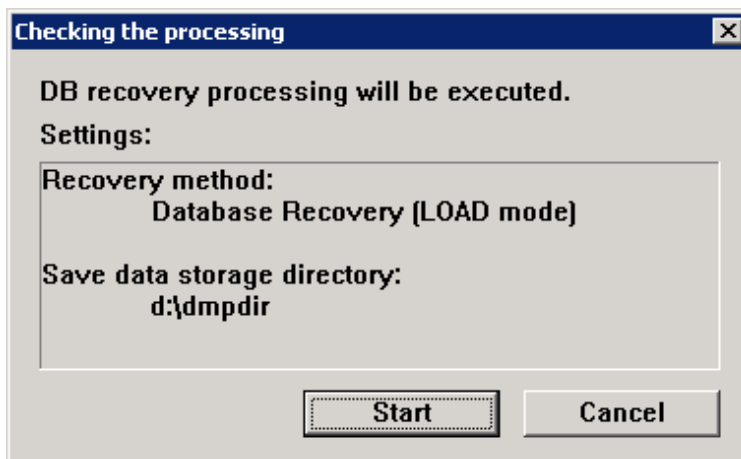 Checking the processing
DB recovery processing will be executed.
Settings:
Recovery method:
Database Recovery (LOAD mode)
Save data storage directory:
d:\dmpdir
Start
Cancel